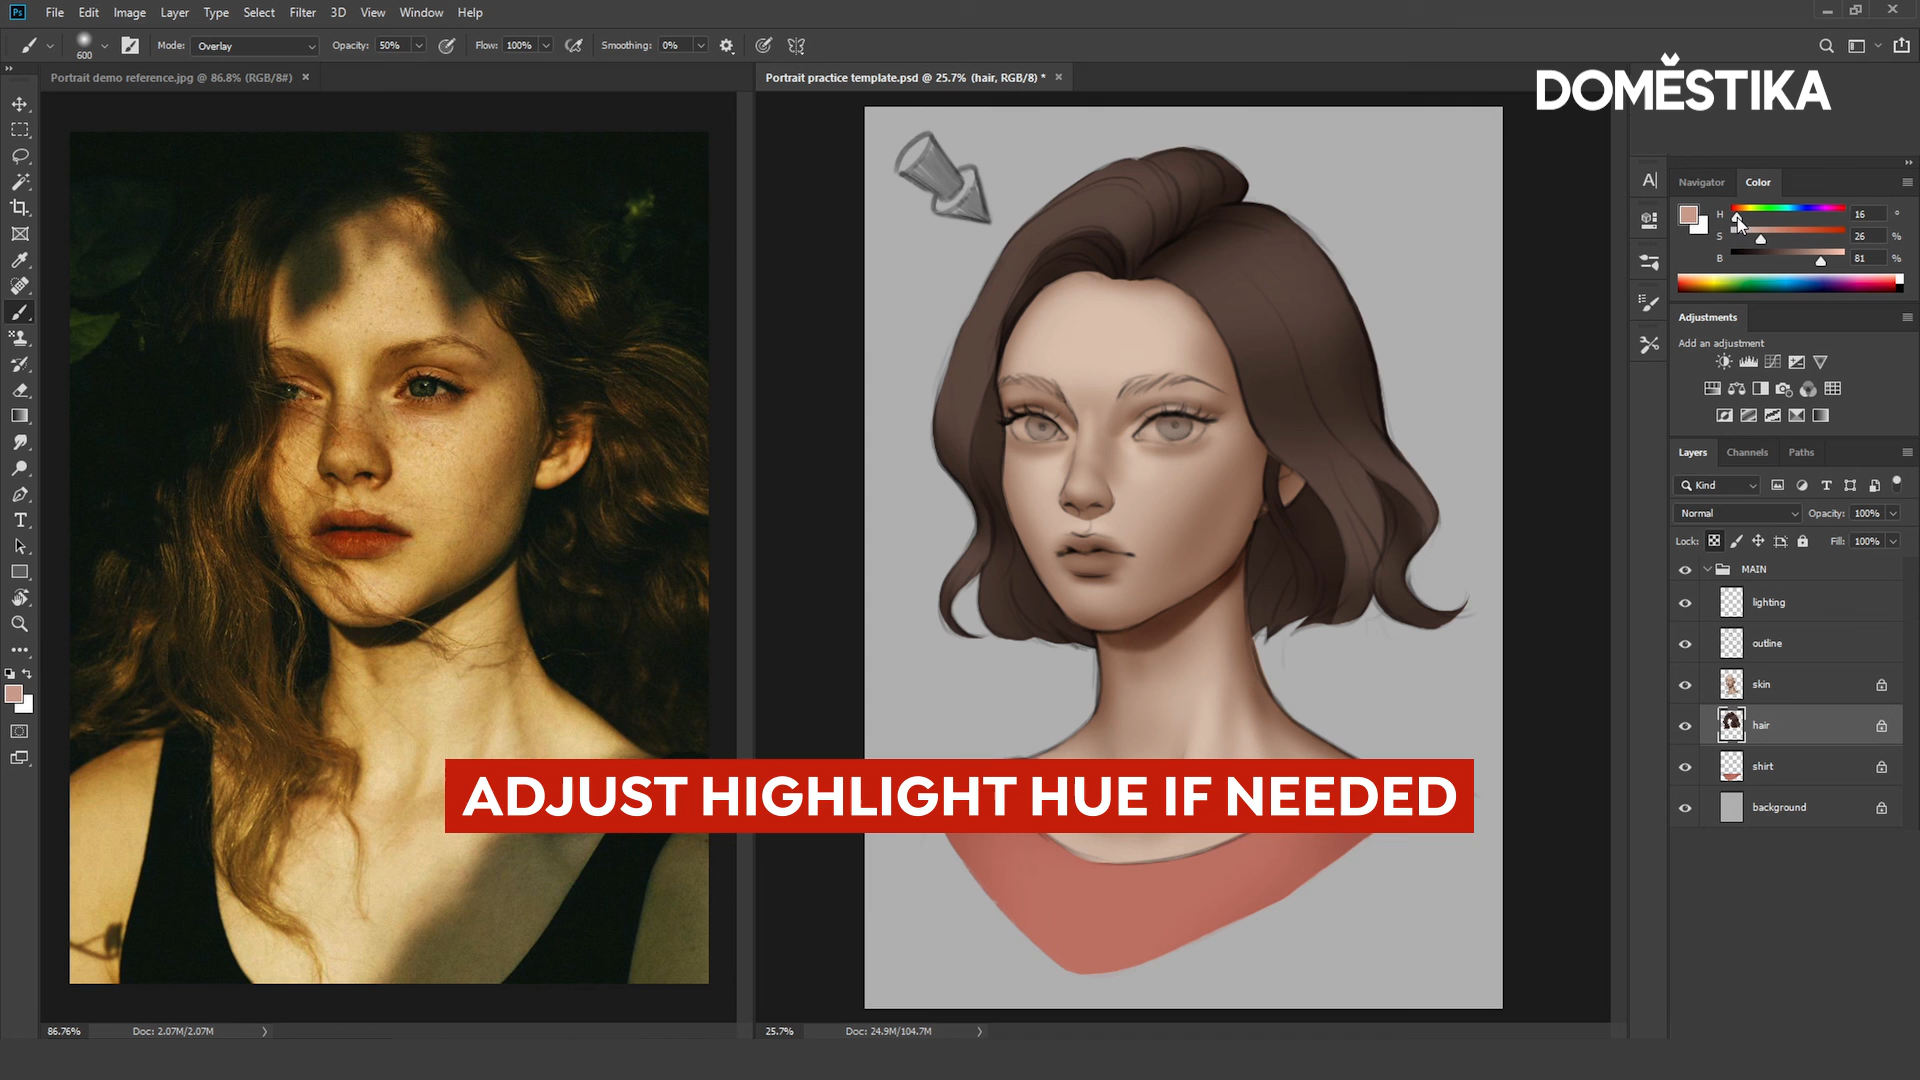 Ps File Edit Image Layer Type Select Filter 3D View Window Help
600 Mode: Overlay Opacity: 50% Flow: 100% Smoothing: 0%
Portrait demo reference.jpg @ 86.8% (RGB/8#) ×
Portrait practice template.psd @ 25.7% (hair, RGB/8) * ×
DOMĚSTIKA
A|
Navigator Color
H 16 °
S 26 %
B 81 %
Adjustments
Add an adjustment
Layers Channels Paths
Kind
Normal Opacity: 100%
Lock: Fill: 100%
MAIN
lighting
outline
skin
hair
shirt
background
ADJUST HIGHLIGHT HUE IF NEEDED
86.76% Doc: 2.07M/2.07M
25.7% Doc: 24.9M/104.7M